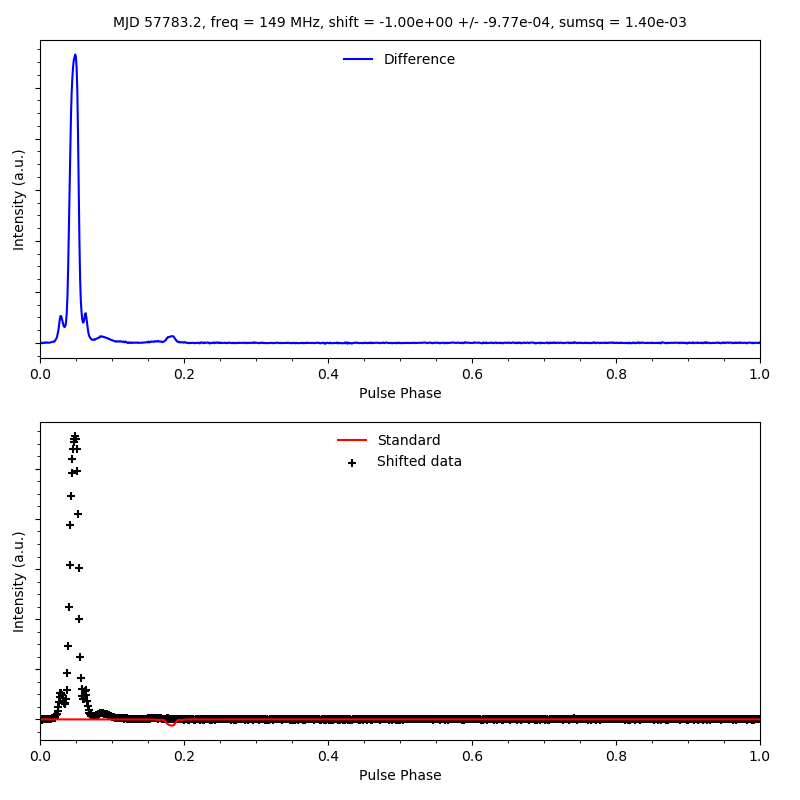 MJD 57783.2, freq = 149 MHz, shift = -1.00e+00 +/- -9.77e-04, sumsq = 1.40e-03
Difference
Intensity (a.u.)
0.0 0.2 0.4 0.6 0.8 1.0
Pulse Phase
Standard
Shifted data
Intensity (a.u.)
0.0 0.2 0.4 0.6 0.8 1.0
Pulse Phase